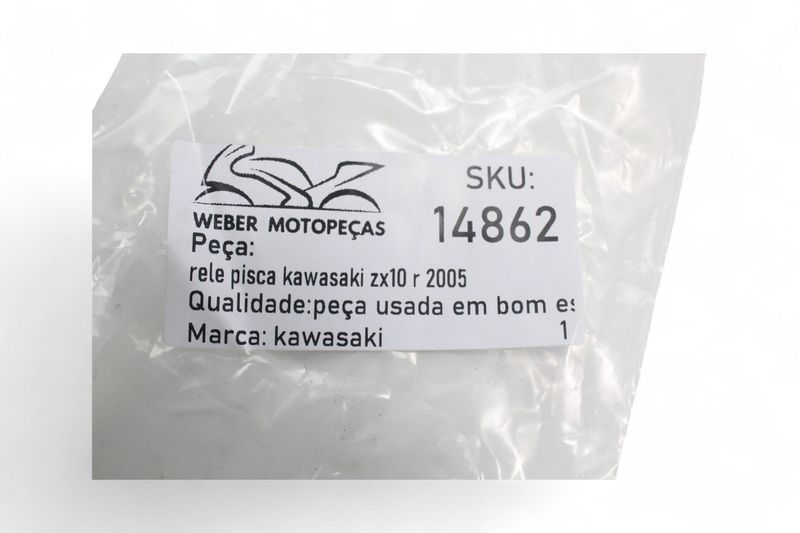 SKU:
14862
WEBER MOTOPEÇAS
Peça:
rele pisca kawasaki zx10 r 2005
Qualidade:peça usada em bom es
Marca: kawasaki 1